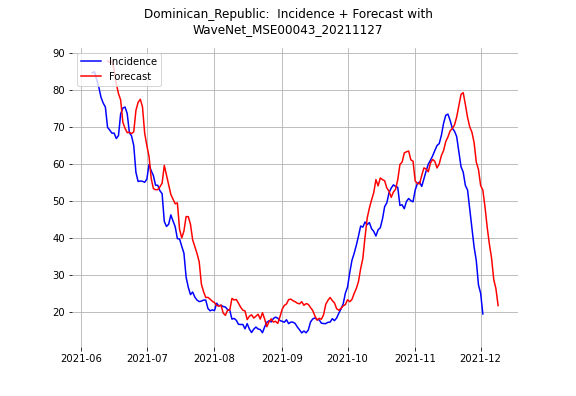 Dominican_Republic:  Incidence + Forecast with
WaveNet_MSE00043_20211127
Incidence
Forecast
90
80
70
60
50
40
30
20
2021-06 2021-07 2021-08 2021-09 2021-10 2021-11 2021-12